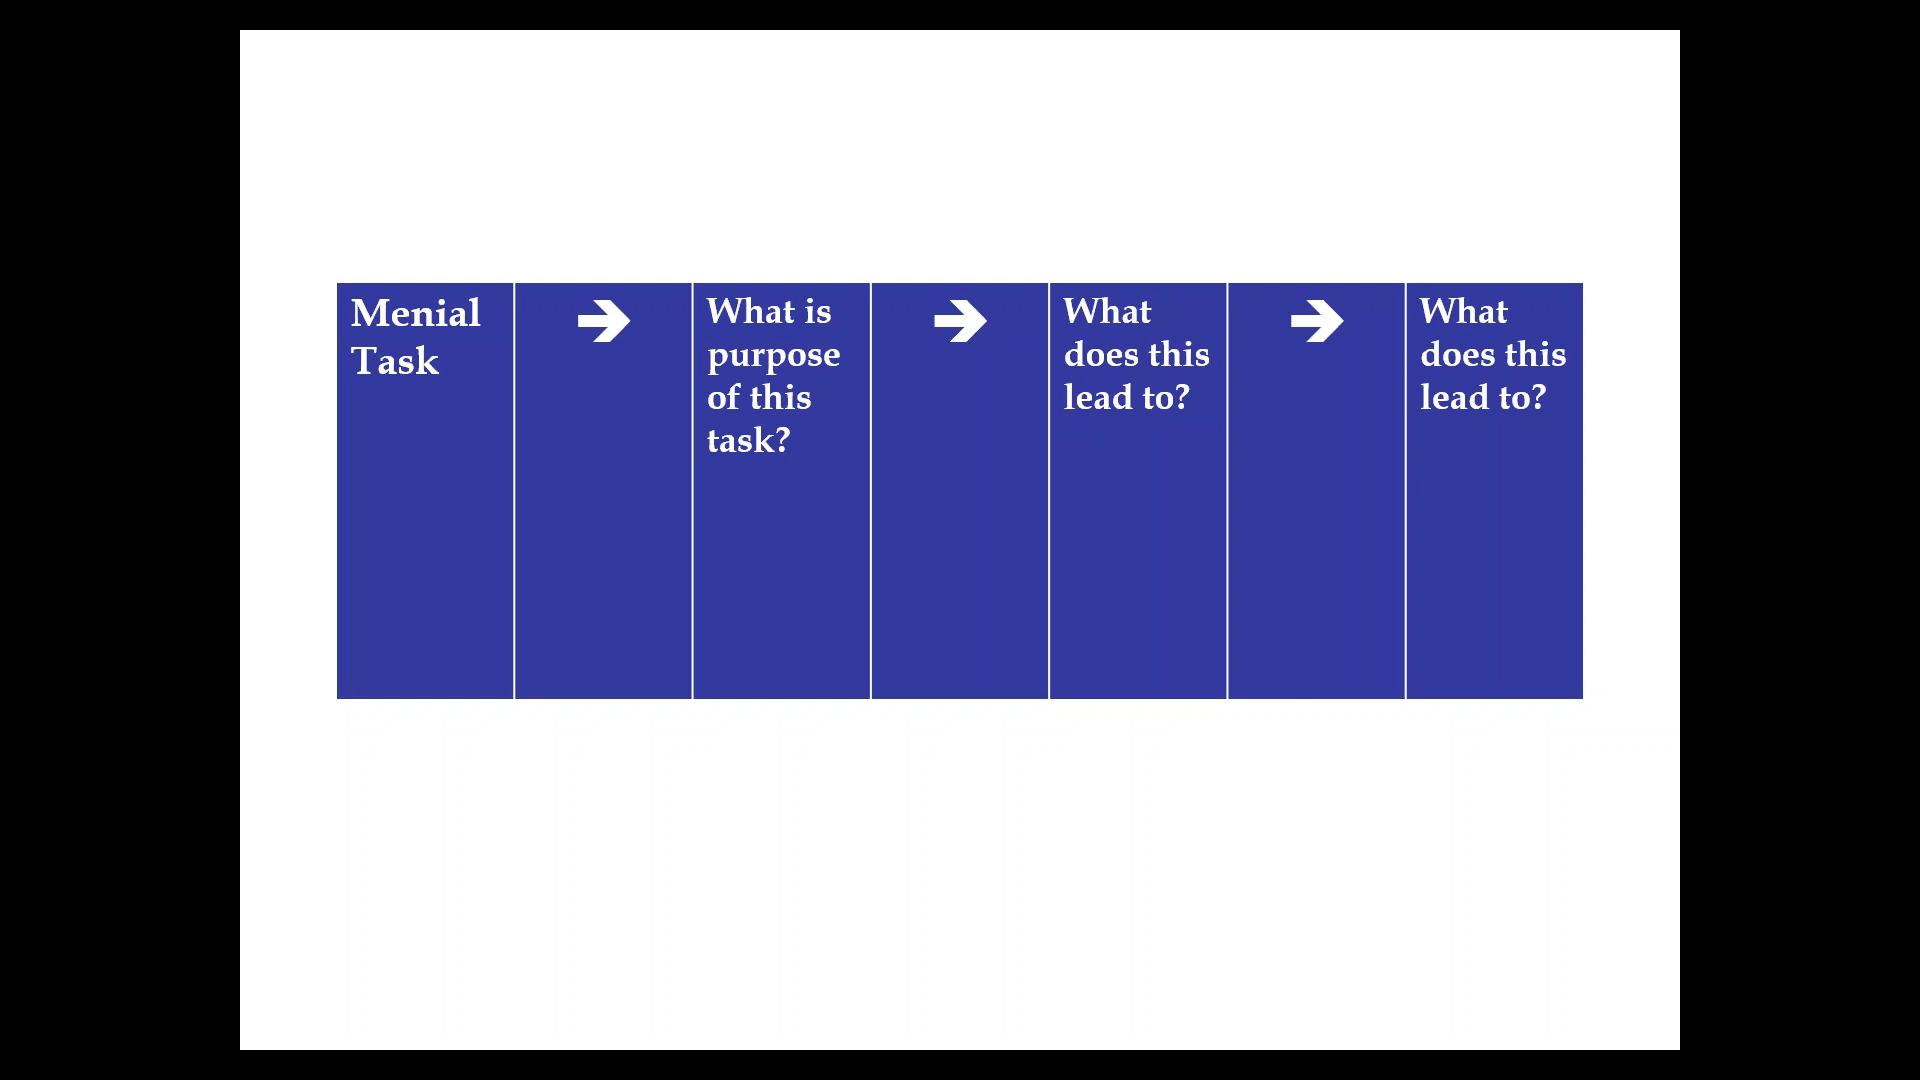 Menial
Task
➔
What is
purpose
of this
task?
➔
What
does this
lead to?
➔
What
does this
lead to?